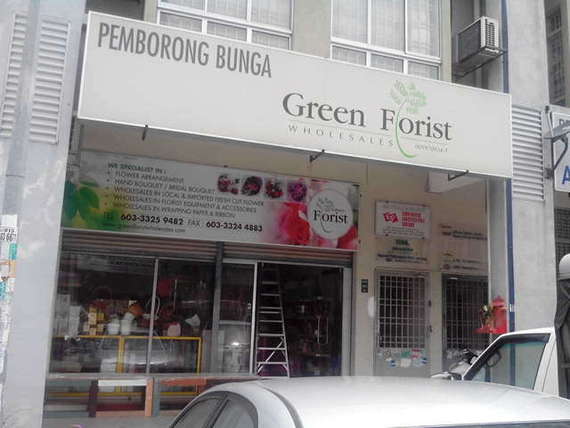 PEMBORONG BUNGA
Green Forist
WHOLESALES
WE SPECIALIST IN :
• FLOWER ARRANGEMENT
• HAND BOUQUET / BRIDAL BOUQUET
• WHOLESALES IN LOCAL & IMPORTED FRESH CUT FLOWER
• WHOLESALES IN FLORIST EQUIPMENT & ACCESSORIES
• WHOLESALES IN WRAPPING PAPER & RIBBON
TEL 603-3325 9482 FAX 603-3324 4883
Forist